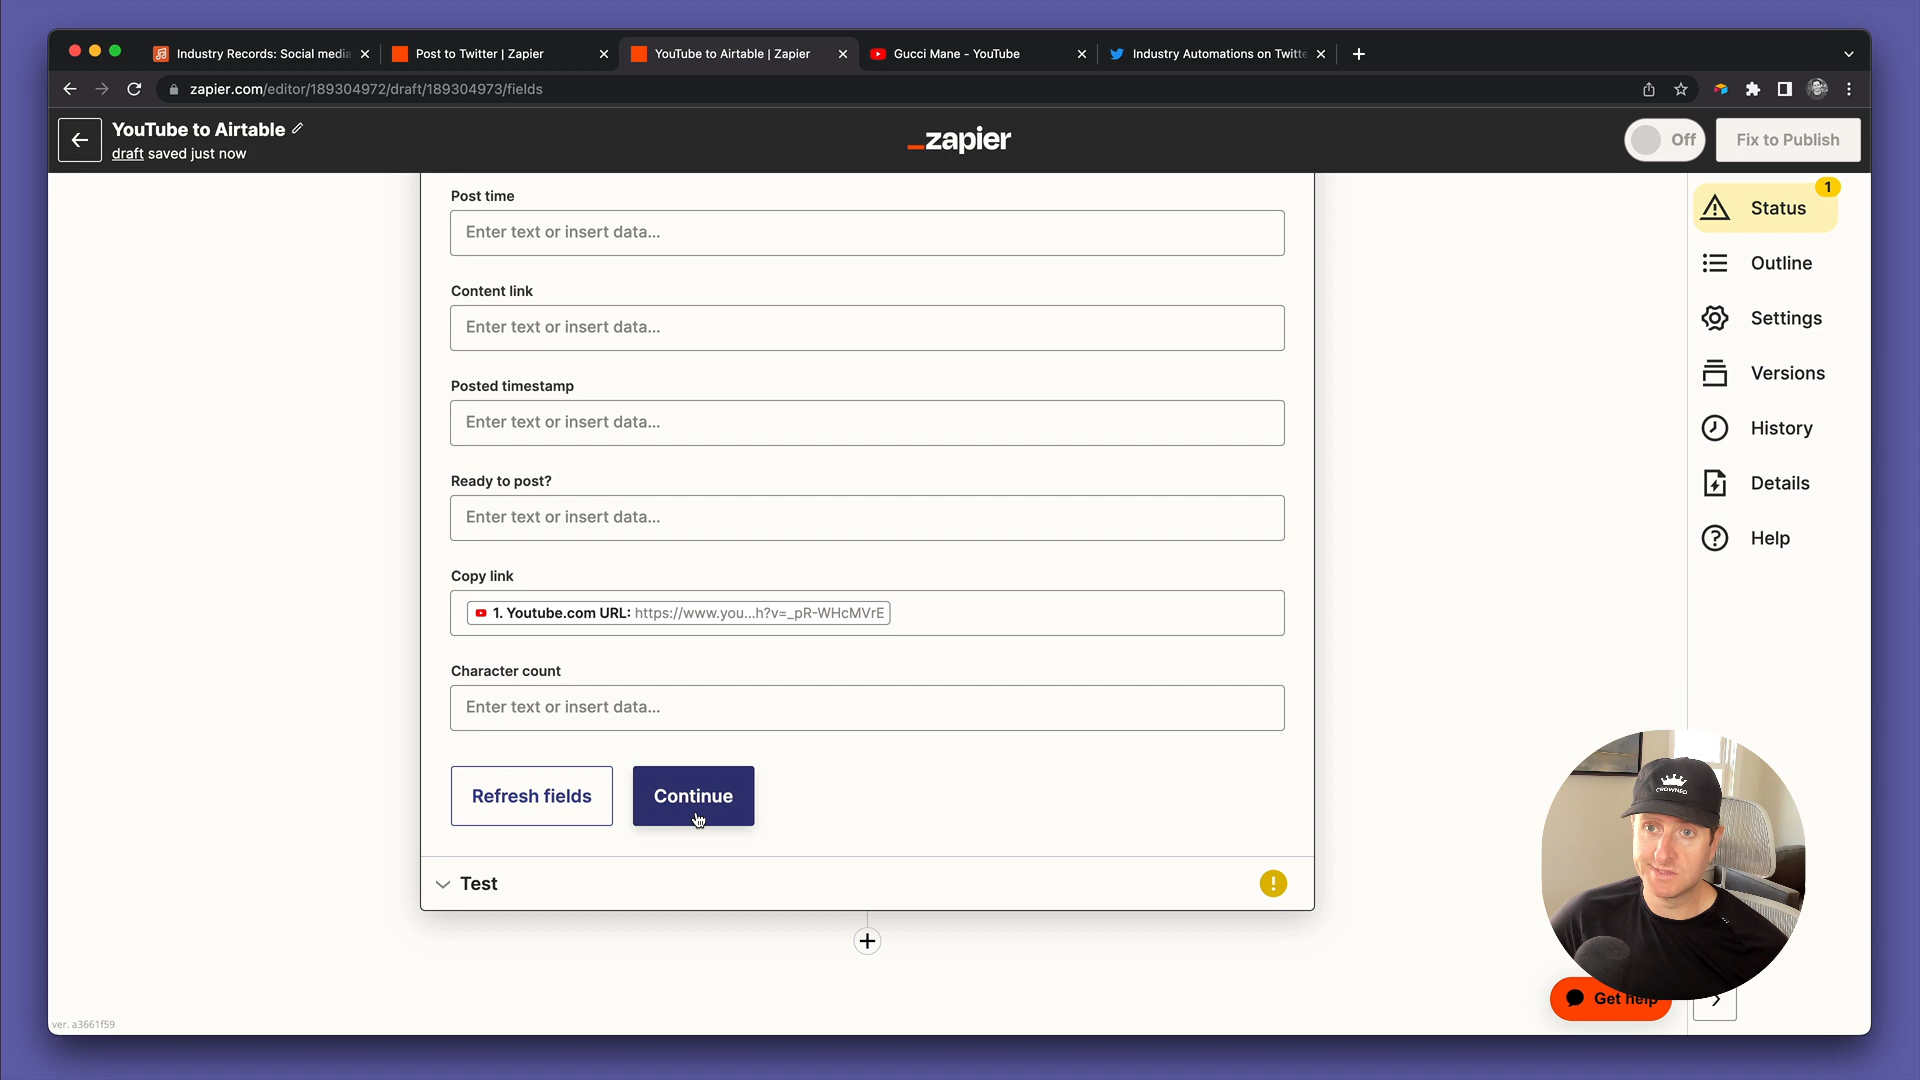 Industry Records: Social media
Post to Twitter | Zapier
YouTube to Airtable | Zapier
Gucci Mane - YouTube
Industry Automations on Twitte
zapier.com/editor/189304972/draft/189304973/fields
YouTube to Airtable
draft saved just now
_zapier
Off
Fix to Publish
Post time
Enter text or insert data...
Content link
Enter text or insert data...
Posted timestamp
Enter text or insert data...
Ready to post?
Enter text or insert data...
Copy link
1. Youtube.com URL: https://www.you...h?v=_pR-WHcMVrE
Character count
Enter text or insert data...
Refresh fields
Continue
Test
1
Status
Outline
Settings
Versions
History
Details
Help
CROWNED
Get help
ver. a3661f59